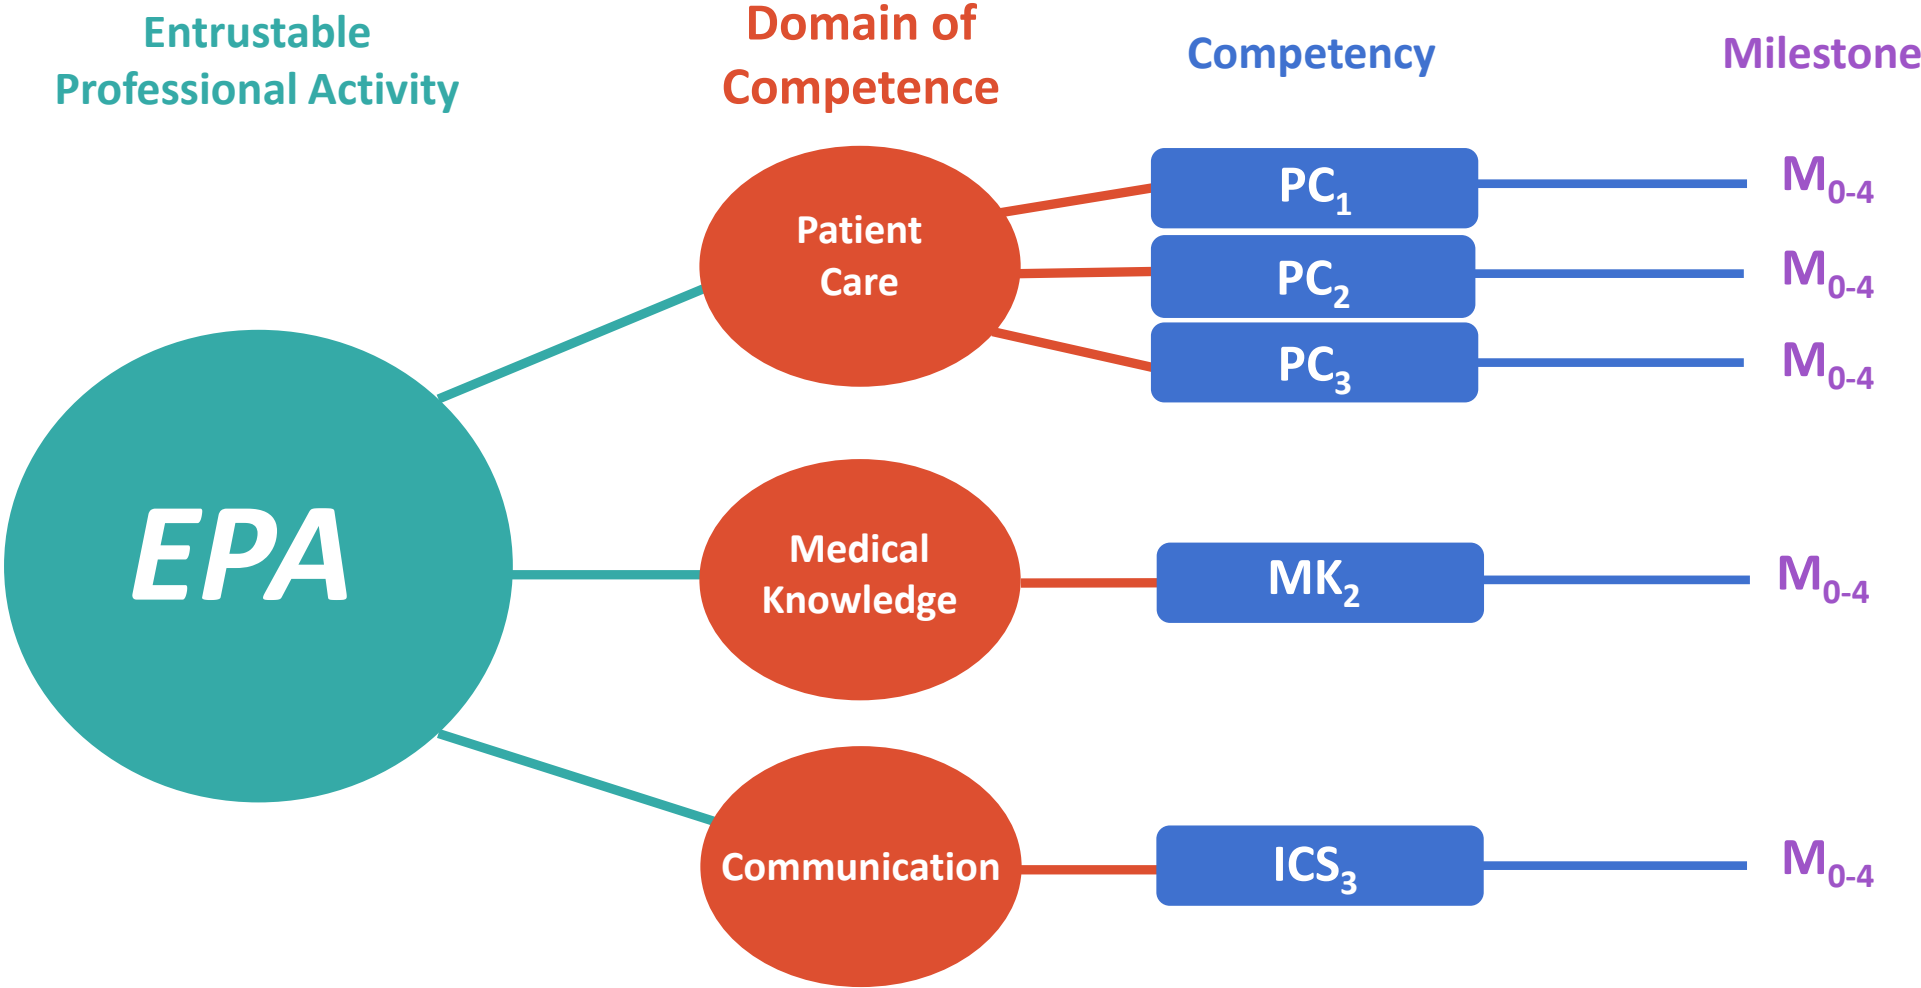 Entrustable
Professional Activity
Domain of
Competence
Competency
Milestone
EPA
Patient
Care
PC1
M0-4
PC2
M0-4
PC3
M0-4
Medical
Knowledge
MK2
M0-4
Communication
ICS3
M0-4